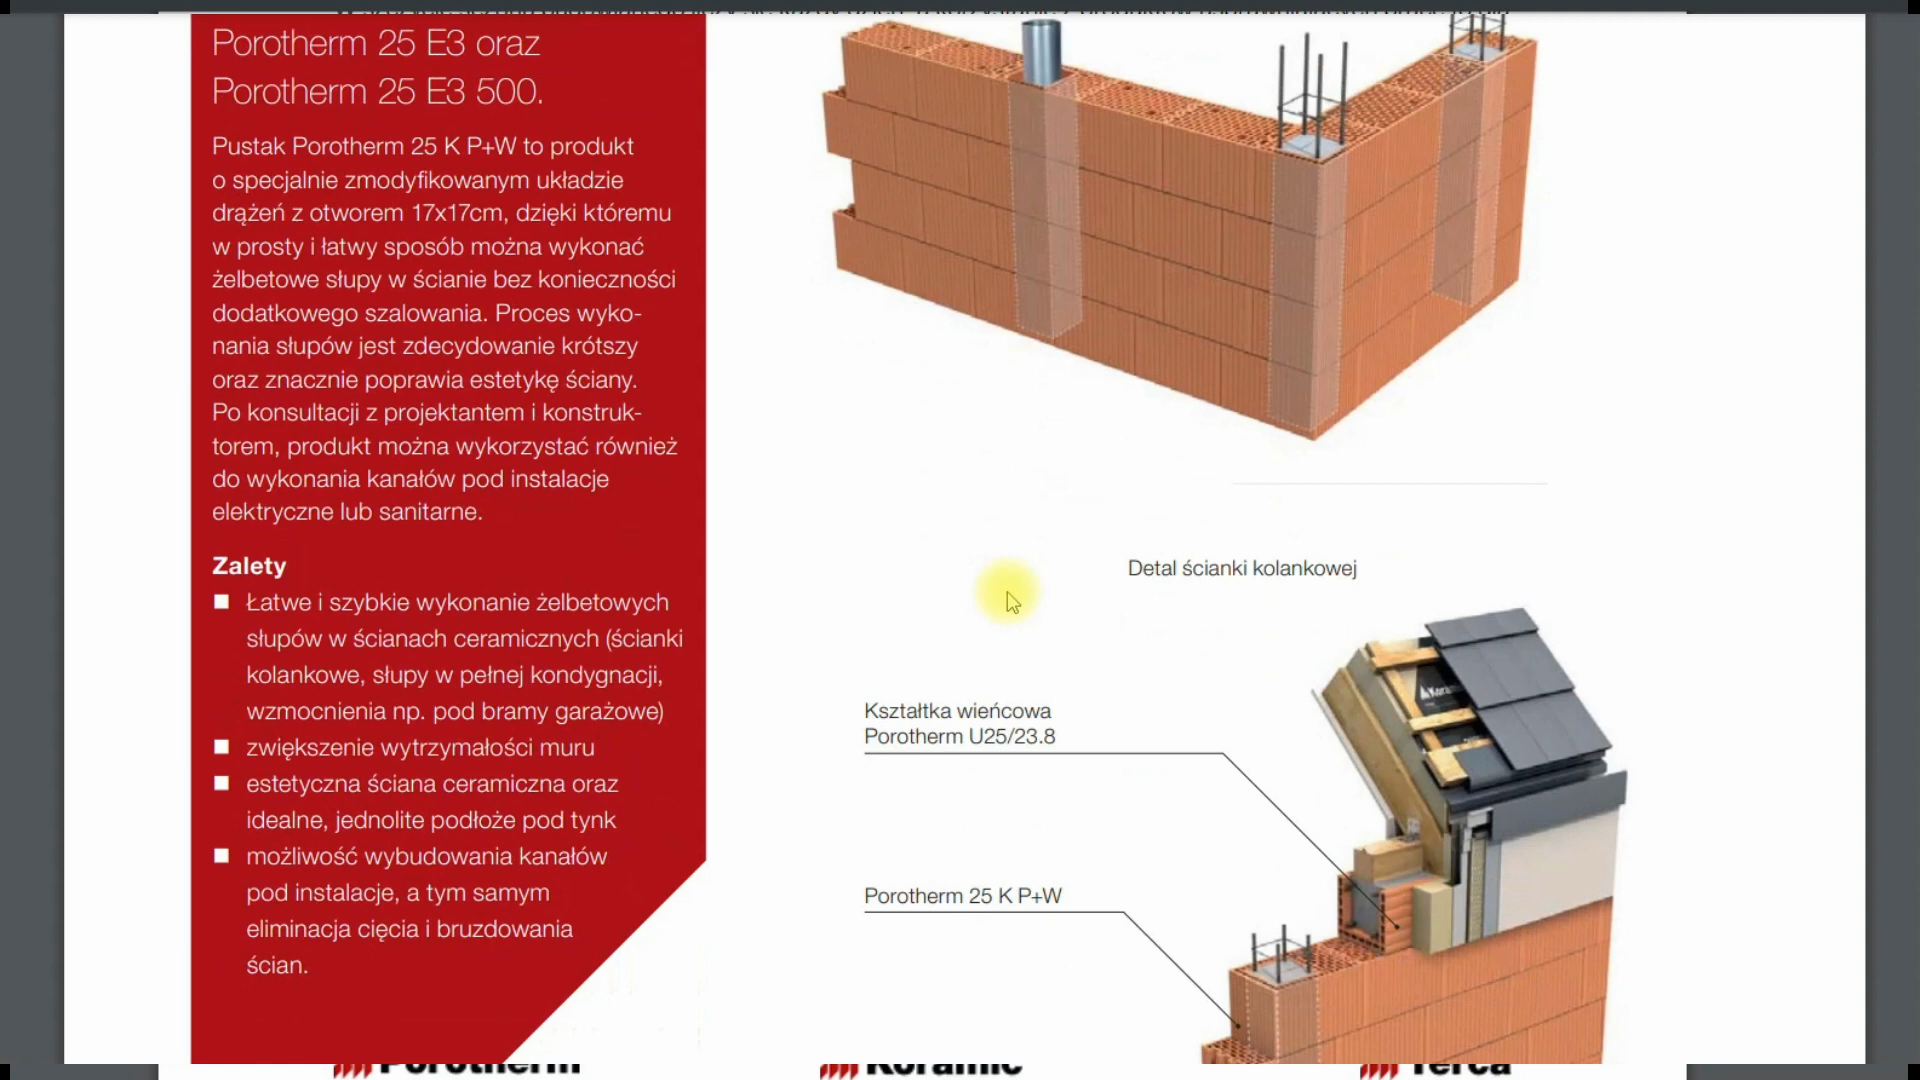 Porotherm 25 E3 oraz
Porotherm 25 E3 500.
Pustak Porotherm 25 K P+W to produkt
o specjalnie zmodyfikowanym układzie
drążeń z otworem 17x17cm, dzięki któremu
w prosty i łatwy sposób można wykonać
żelbetowe słupy w ścianie bez konieczności
dodatkowego szalowania. Proces wyko-
nania słupów jest zdecydowanie krótszy
oraz znacznie poprawia estetykę ściany.
Po konsultacji z projektantem i konstruk-
torem, produkt można wykorzystać również
do wykonania kanałów pod instalacje
elektryczne lub sanitarne.
Zalety
Łatwe i szybkie wykonanie żelbetowych
słupów w ścianach ceramicznych (ścianki
kolankowe, słupy w pełnej kondygnacji,
wzmocnienia np. pod bramy garażowe)
zwiększenie wytrzymałości muru
estetyczna ściana ceramiczna oraz
idealne, jednolite podłoże pod tynk
możliwość wybudowania kanałów
pod instalacje, a tym samym
eliminacja cięcia i bruzdowania
ścian.
Detal ścianki kolankowej
Kształtka wieńcowa
Porotherm U25/23.8
Porotherm 25 K P+W
Porotherm
Koramic
Terca